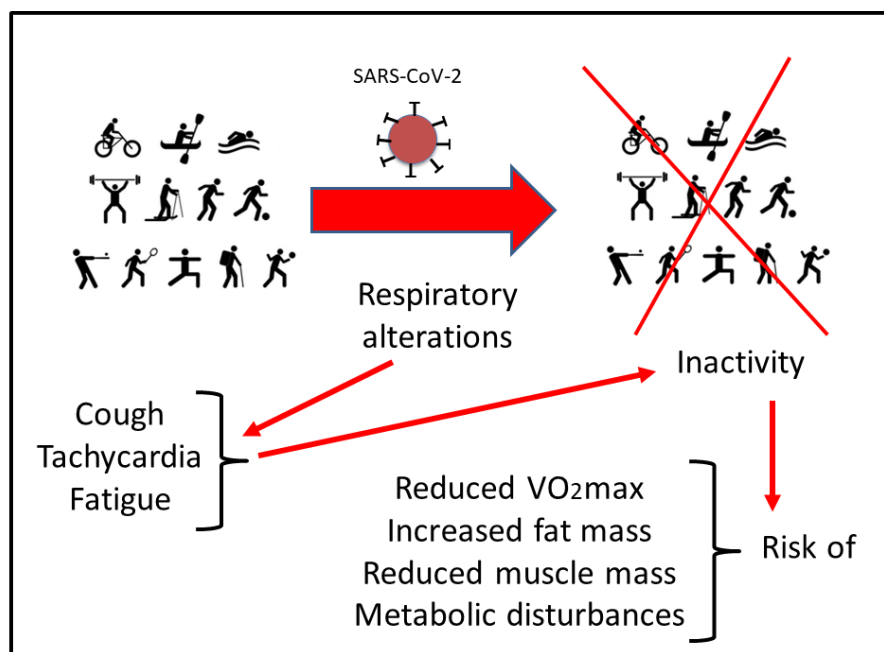 SARS-CoV-2
Respiratory
alterations
Inactivity
Cough
Tachycardia
Fatigue
Reduced VO2max
Increased fat mass
Reduced muscle mass
Metabolic disturbances
Risk of